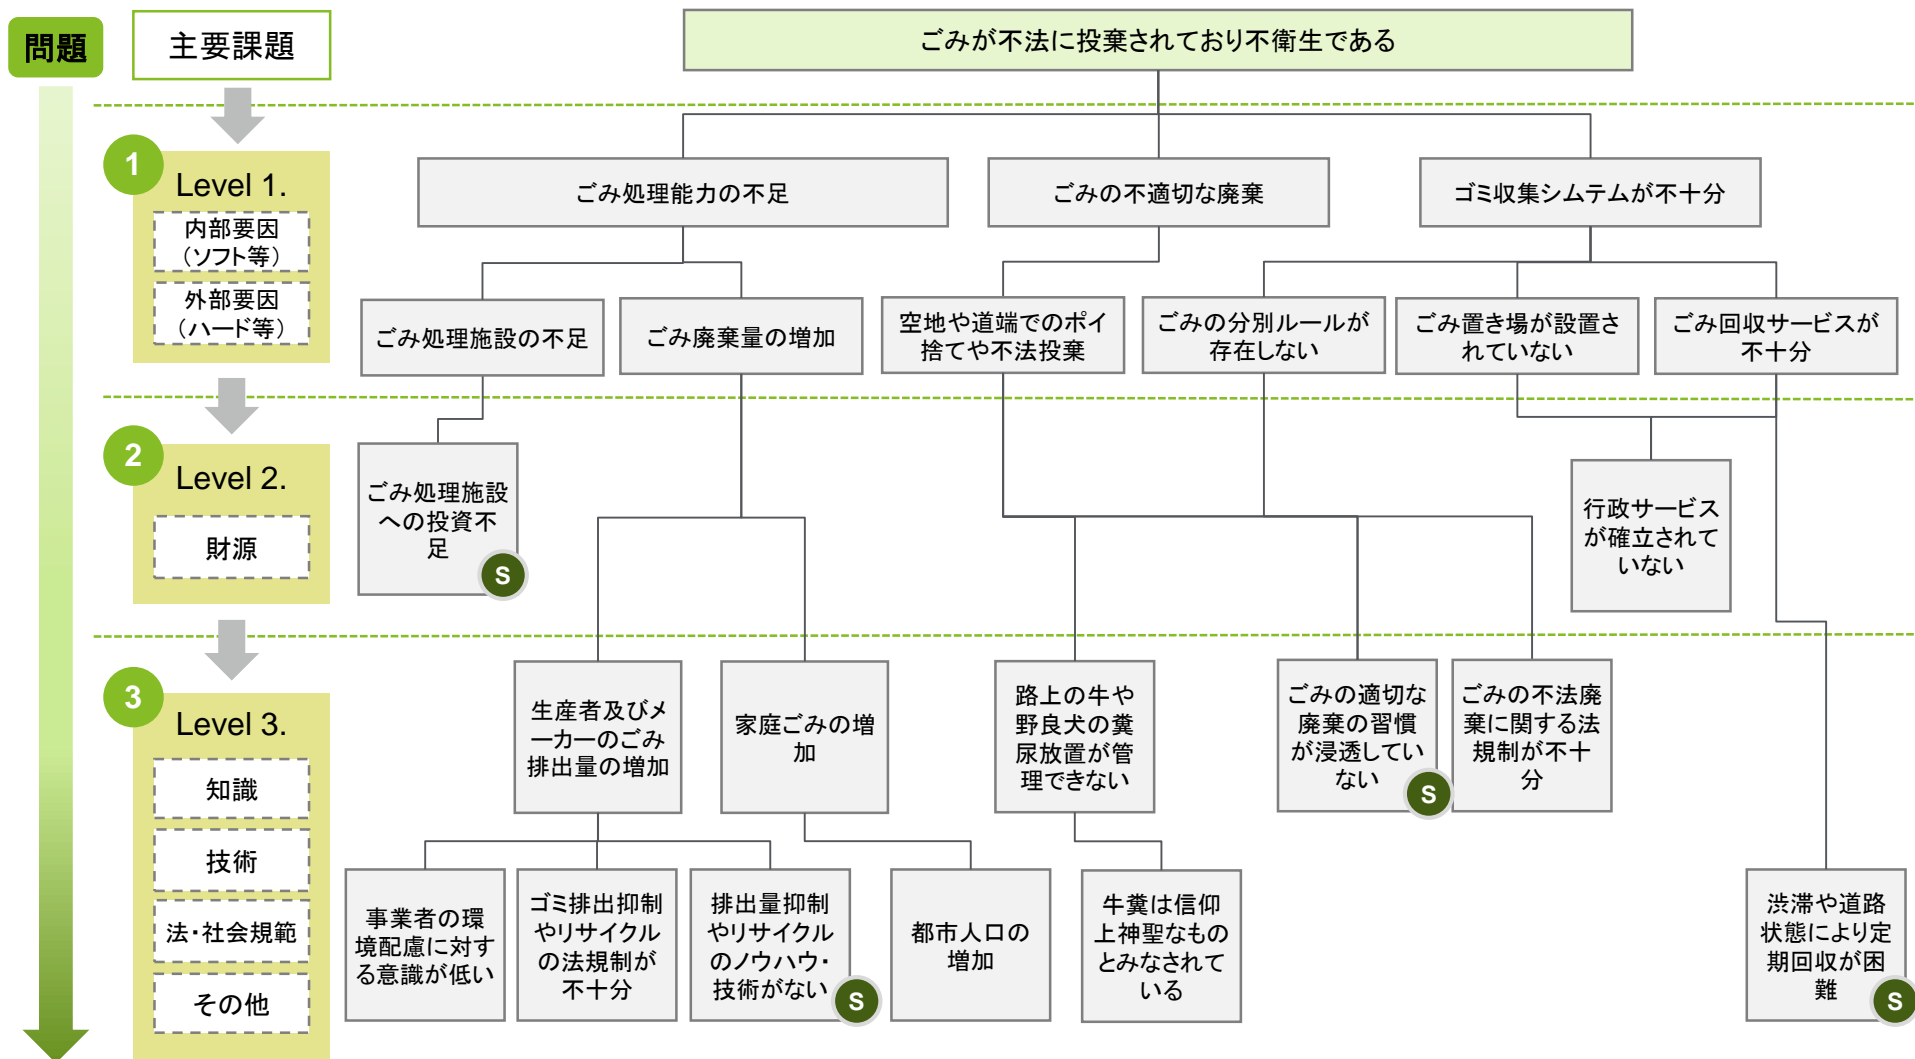 問題
主要課題
ごみが不法に投棄されており不衛生である
1
Level 1.
内部要因
（ソフト等）
外部要因
（ハード等）
ごみ処理能力の不足
ごみの不適切な廃棄
ゴミ収集シムテムが不十分
ごみ処理施設の不足
ごみ廃棄量の増加
空地や道端でのポイ
捨てや不法投棄
ごみの分別ルールが
存在しない
ごみ置き場が設置さ
れていない
ごみ回収サービスが
不十分
2
Level 2.
財源
ごみ処理施設
への投資不
足
S
行政サービス
が確立されて
いない
3
Level 3.
知識
技術
法・社会規範
その他
生産者及びメ
ーカーのごみ
排出量の増加
家庭ごみの増
加
路上の牛や
野良犬の糞
尿放置が管
理できない
ごみの適切な
廃棄の習慣
が浸透してい
ない
S
ごみの不法廃
棄に関する法
規制が不十
分
事業者の環
境配慮に対す
る意識が低い
ゴミ排出抑制
やリサイクル
の法規制が
不十分
排出量抑制
やリサイクル
のノウハウ・
技術がない
S
都市人口の
増加
牛糞は信仰
上神聖なもの
とみなされて
いる
渋滞や道路
状態により定
期回収が困
難
S